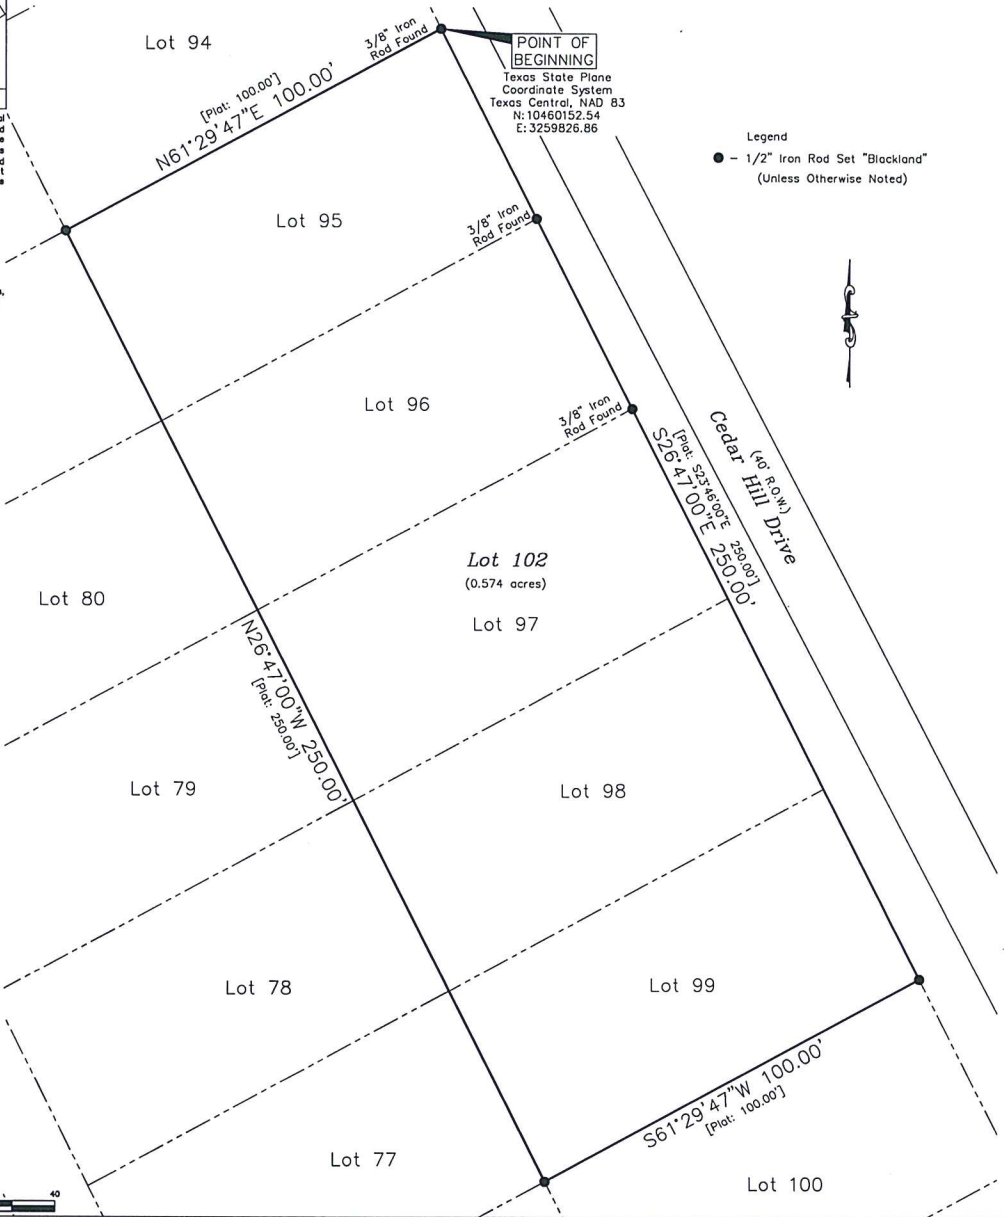 Lot 94
3/8" Iron
Rod Found
POINT OF
BEGINNING
Texas State Plane
Coordinate System
Texas Central, NAD 83
N:10460152.54
E:3259826.86
[Plat: 100.00']
N61°29'47"E 100.00'
Legend
- 1/2" Iron Rod Set "Blackland"
(Unless Otherwise Noted)
Lot 95
3/8" Iron
Rod Found
Lot 96
3/8" Iron
Rod Found
Cedar Hill Drive
(40' R.O.W.)
[Plat: S23°46'00"E 250.00']
S26°47'00"E 250.00'
Lot 102
(0.574 acres)
Lot 97
Lot 80
N26°47'00"W 250.00'
[Plat: 250.00']
Lot 79
Lot 98
Lot 78
Lot 99
S61°29'47"W 100.00'
[Plat: 100.00']
Lot 77
Lot 100
40